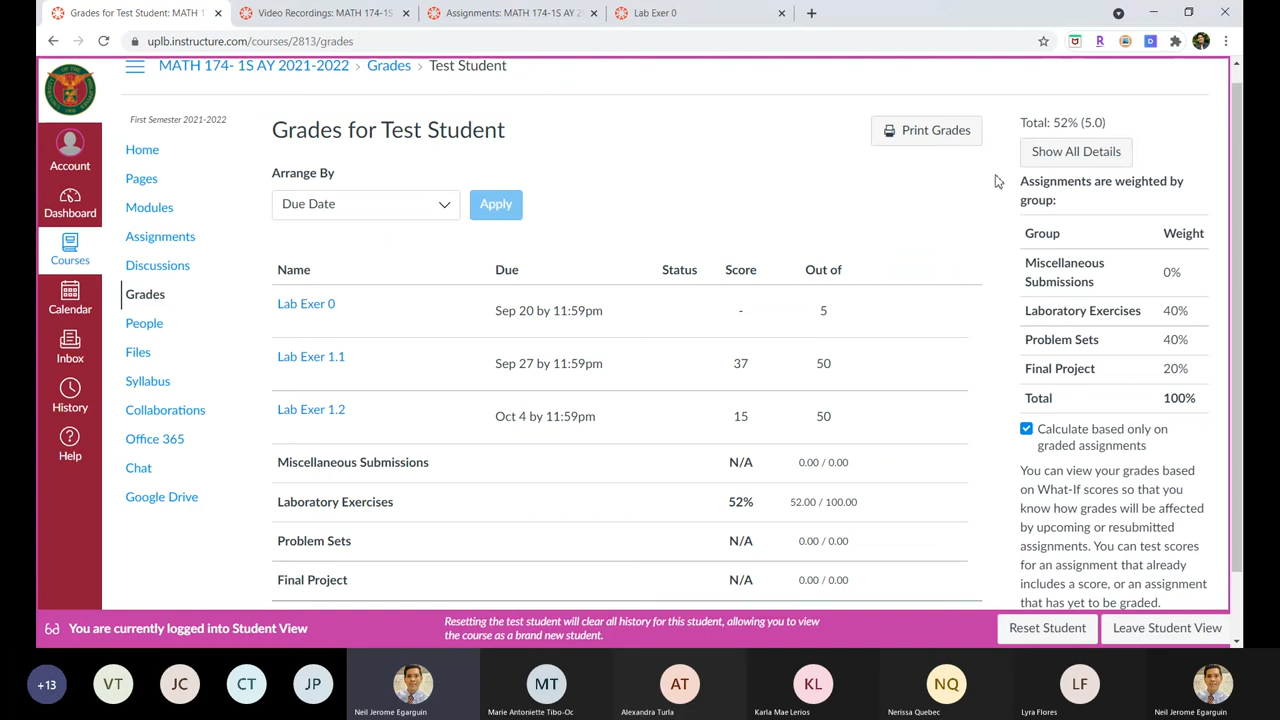 Grades for Test Student: MATH 1
Video Recordings: MATH 174-1S A
Assignments: MATH 174-1S AY 2
Lab Exer 0
uplb.instructure.com/courses/2813/grades
MATH 174- 1S AY 2021-2022 > Grades > Test Student
Account
Dashboard
Courses
Calendar
Inbox
History
Help
First Semester 2021-2022
Home
Pages
Modules
Assignments
Discussions
Grades
People
Files
Syllabus
Collaborations
Office 365
Chat
Google Drive
Grades for Test Student
Print Grades
Arrange By
Due Date
Apply
Name Due Status Score Out of
Lab Exer 0 Sep 20 by 11:59pm - 5
Lab Exer 1.1 Sep 27 by 11:59pm 37 50
Lab Exer 1.2 Oct 4 by 11:59pm 15 50
Miscellaneous Submissions N/A 0.00 / 0.00
Laboratory Exercises 52% 52.00 / 100.00
Problem Sets N/A 0.00 / 0.00
Final Project N/A 0.00 / 0.00
Total: 52% (5.0)
Show All Details
Assignments are weighted by
group:
Group Weight
Miscellaneous
Submissions 0%
Laboratory Exercises 40%
Problem Sets 40%
Final Project 20%
Total 100%
Calculate based only on
graded assignments
You can view your grades based
on What-If scores so that you
know how grades will be affected
by upcoming or resubmitted
assignments. You can test scores
for an assignment that already
includes a score, or an assignment
that has yet to be graded.
You are currently logged into Student View
Resetting the test student will clear all history for this student, allowing you to view
the course as a brand new student.
Reset Student
Leave Student View
+13
VT
JC
CT
JP
Neil Jerome Egarguin
MT
Marie Antoniette Tibo-Oc
AT
Alexandra Turla
KL
Karla Mae Lerios
NQ
Nerissa Quebec
LF
Lyra Flores
Neil Jerome Egarguin